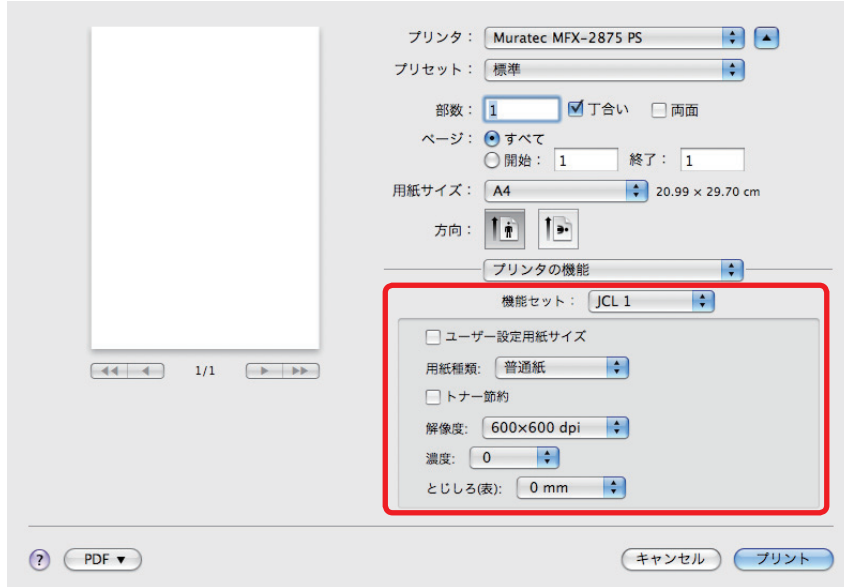 プリンタ： Muratec MFX-2875 PS
プリセット： 標準
部数： 1 丁合い 両面
ページ： すべて
開始： 1 終了： 1
用紙サイズ： A4 20.99 × 29.70 cm
方向：
プリンタの機能
機能セット： JCL 1
ユーザー設定用紙サイズ
用紙種類: 普通紙
トナー節約
解像度: 600×600 dpi
濃度: 0
とじしろ(表): 0 mm
1/1
? PDF ▼ キャンセル プリント